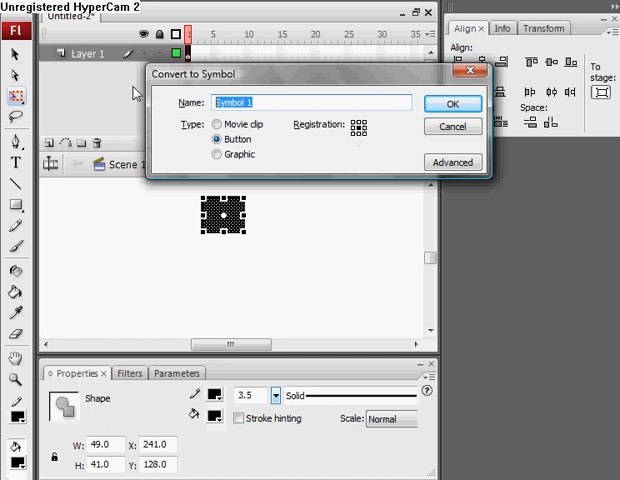 Unregistered HyperCam 2
Fl
Untitled-2*
Layer 1
1 5 10 15 20 25 30 35
Align × Info Transform
Align:
To
stage:
Space:
Convert to Symbol
Name: Symbol 1
OK
Type: Movie clip
Registration:
Button
Cancel
Graphic
Advanced
Scene 1
T
Properties × Filters Parameters
Shape
3.5 Solid
Stroke hinting
Scale: Normal
W: 49.0 X: 241.0
H: 41.0 Y: 128.0